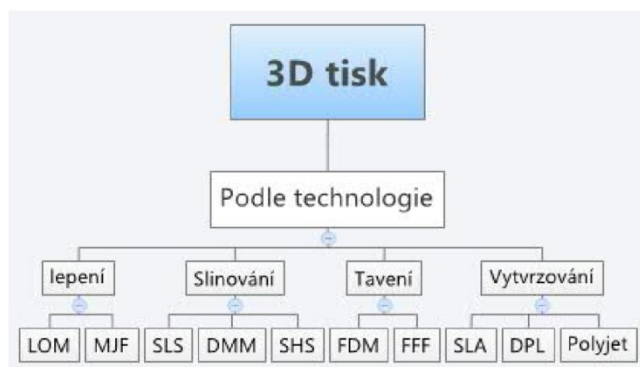 3D tisk
Podle technologie
lepení Slinování Tavení Vytvrzování
LOM MJF SLS DMM SHS FDM FFF SLA DPL Polyjet